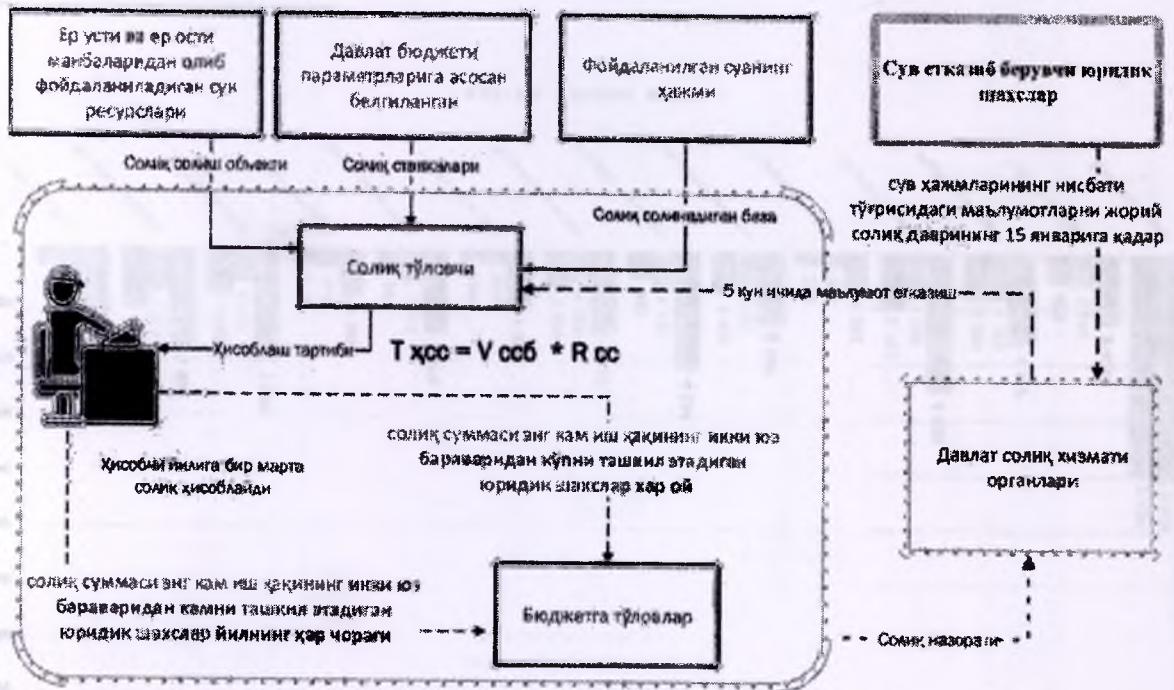 Ер усти ва ер ости
манбаларидан олиб
фойдаланиладиган сув
ресурслари
Давлат бюджети
параметрларига асосан
белгиланган
Фойдаланилган сувнинг
ҳажми
Сув етказиб берувчи юридик
шахслар
Солиқ солиш объекти
Солиқ ставкалари
Солиқ солинадиган база
сув ҳажмларининг нисбати
тўғрисидаги маълумотларни жорий
солиқ даврининг 15 январига қадар
Солиқ тўловчи
5 кун ичида маълумот етказиш
Ҳисоблаш тартиби
Т ҳсс = V ссб * R сс
Ҳисобчи йилига бир марта
солиқ ҳисоблайди
солиқ суммаси энг кам иш ҳақининг икки юз
бараваридан кўпни ташкил этадиган
юридик шахслар хар ой
Давлат солиқ хизмати
органлари
солиқ суммаси энг кам иш ҳақининг икки юз
бараваридан камни ташкил этадиган
юридик шахслар йилнинг ҳар чораги
Бюджетга тўловлар
Солиқ назорати